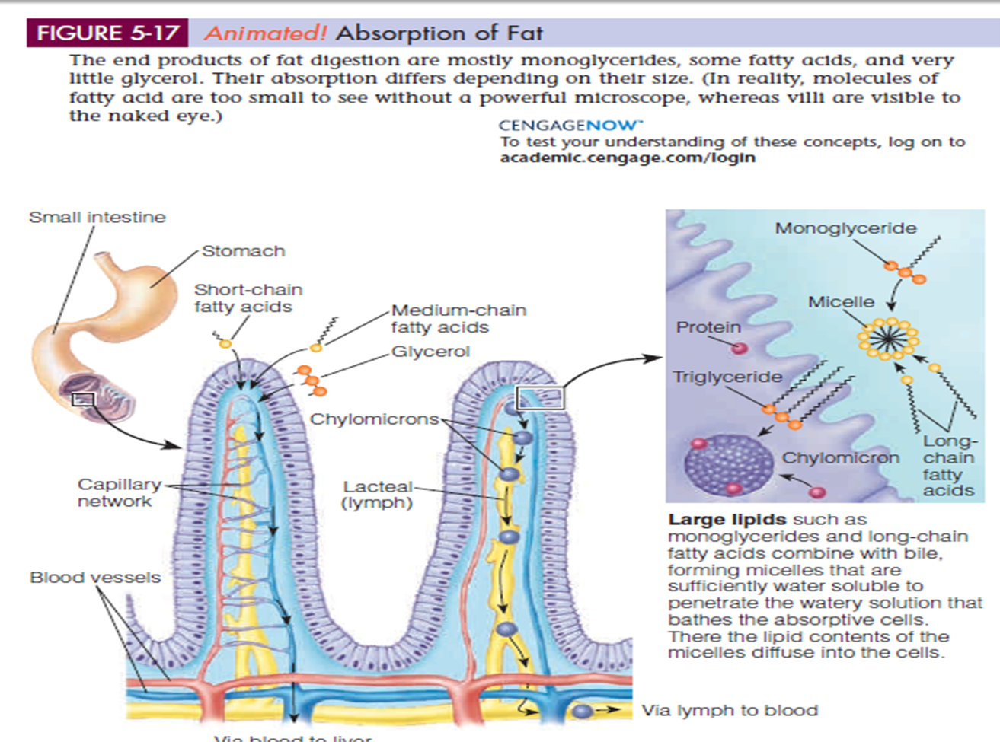 FIGURE 5-17 Animated! Absorption of Fat
The end products of fat digestion are mostly monoglycerides, some fatty acids, and very
little glycerol. Their absorption differs depending on their size. (In reality, molecules of
fatty acid are too small to see without a powerful microscope, whereas villi are visible to
the naked eye.)
CENGAGENOW™
To test your understanding of these concepts, log on to
academic.cengage.com/login
Small intestine
Stomach
Short-chain
fatty acids
Medium-chain
fatty acids
Glycerol
Chylomicrons
Capillary
network
Lacteal
(lymph)
Blood vessels
Via blood to liver
Via lymph to blood
Monoglyceride
Micelle
Protein
Triglyceride
Chylomicron
Long-
chain
fatty
acids
Large lipids such as
monoglycerides and long-chain
fatty acids combine with bile,
forming micelles that are
sufficiently water soluble to
penetrate the watery solution that
bathes the absorptive cells.
There the lipid contents of the
micelles diffuse into the cells.